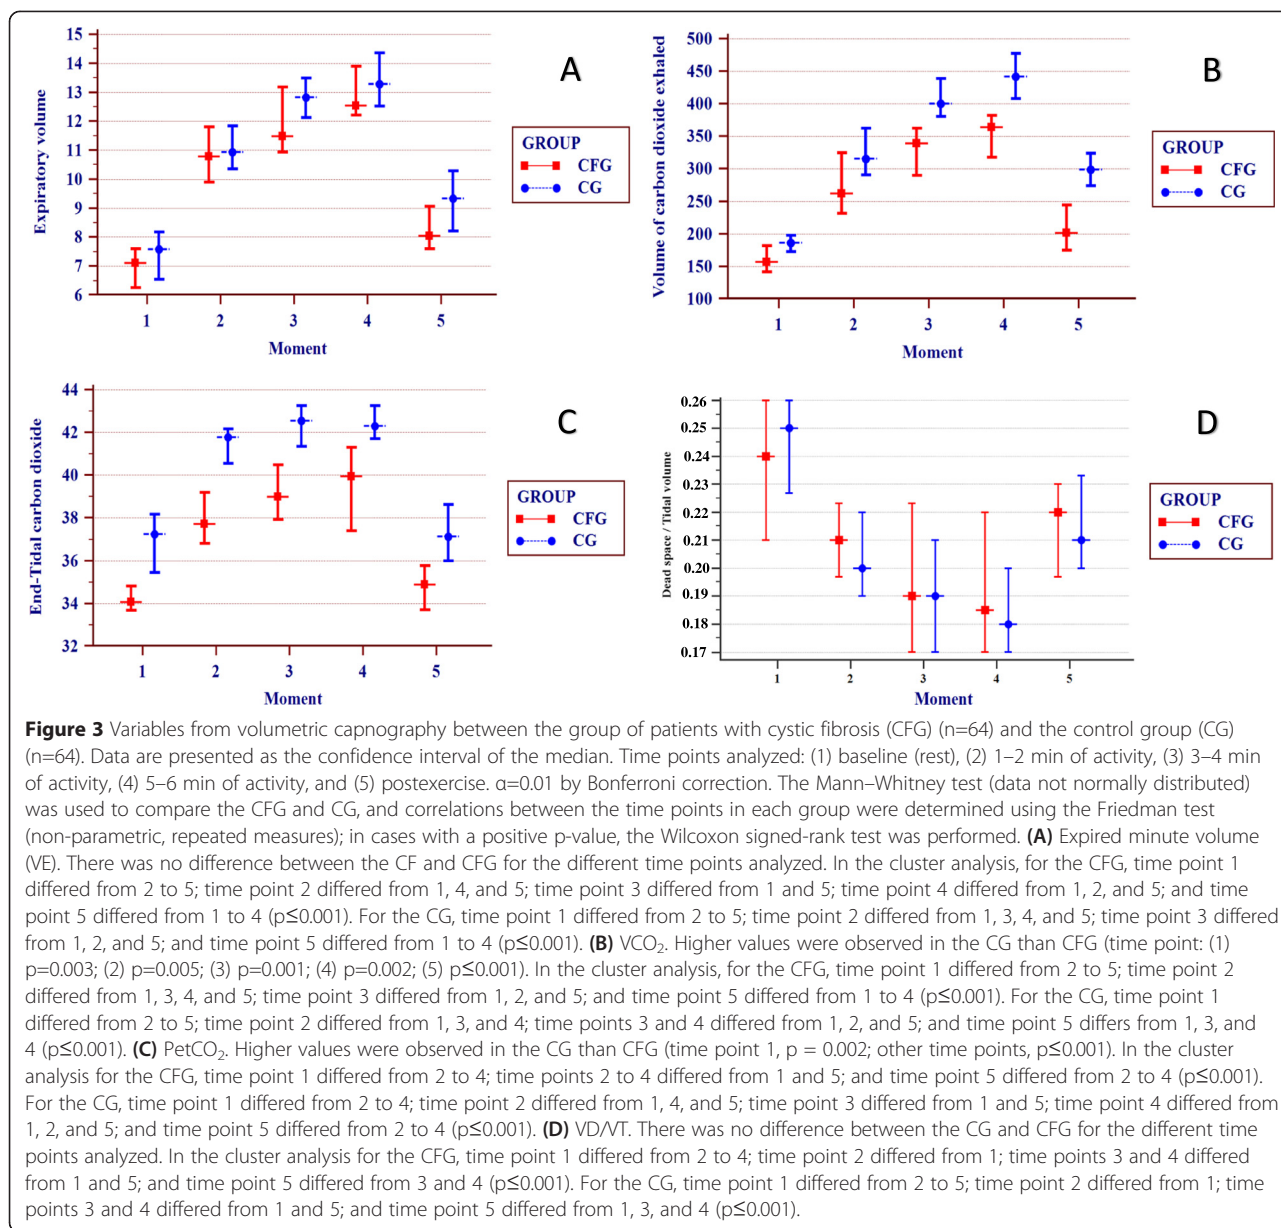 15
14
13
12
11
10
9
8
7
6
Expiratory volume
1 2 3 4 5
Moment
A
GROUP
CFG
CG
500
450
400
350
300
250
200
150
100
Volume of carbon dioxide exhaled
1 2 3 4 5
Moment
B
GROUP
CFG
CG
44
42
40
38
36
34
32
End-Tidal carbon dioxide
1 2 3 4 5
Moment
C
GROUP
CFG
CG
0.26
0.25
0.24
0.23
0.22
0.21
0.20
0.19
0.18
0.17
Dead space / Tidal volume
1 2 3 4 5
Moment
D
GROUP
CFG
CG
Figure 3 Variables from volumetric capnography between the group of patients with cystic fibrosis (CFG) (n=64) and the control group (CG)
(n=64). Data are presented as the confidence interval of the median. Time points analyzed: (1) baseline (rest), (2) 1–2 min of activity, (3) 3–4 min
of activity, (4) 5–6 min of activity, and (5) postexercise. α=0.01 by Bonferroni correction. The Mann–Whitney test (data not normally distributed)
was used to compare the CFG and CG, and correlations between the time points in each group were determined using the Friedman test
(non-parametric, repeated measures); in cases with a positive p-value, the Wilcoxon signed-rank test was performed. (A) Expired minute volume
(VE). There was no difference between the CF and CFG for the different time points analyzed. In the cluster analysis, for the CFG, time point 1
differed from 2 to 5; time point 2 differed from 1, 4, and 5; time point 3 differed from 1 and 5; time point 4 differed from 1, 2, and 5; and time
point 5 differed from 1 to 4 (p≤0.001). For the CG, time point 1 differed from 2 to 5; time point 2 differed from 1, 3, 4, and 5; time point 3 differed
from 1, 2, and 5; and time point 5 differed from 1 to 4 (p≤0.001). (B) VCO₂. Higher values were observed in the CG than CFG (time point: (1)
p=0.003; (2) p=0.005; (3) p=0.001; (4) p=0.002; (5) p≤0.001). In the cluster analysis, for the CFG, time point 1 differed from 2 to 5; time point 2
differed from 1, 3, 4, and 5; time point 3 differed from 1, 2, and 5; and time point 5 differed from 1 to 4 (p≤0.001). For the CG, time point 1
differed from 2 to 5; time point 2 differed from 1, 3, and 4; time points 3 and 4 differed from 1, 2, and 5; and time point 5 differs from 1, 3, and
4 (p≤0.001). (C) PetCO₂. Higher values were observed in the CG than CFG (time point 1, p = 0.002; other time points, p≤0.001). In the cluster
analysis for the CFG, time point 1 differed from 2 to 4; time points 2 to 4 differed from 1 and 5; and time point 5 differed from 2 to 4 (p≤0.001).
For the CG, time point 1 differed from 2 to 4; time point 2 differed from 1, 4, and 5; time point 3 differed from 1 and 5; time point 4 differed from
1, 2, and 5; and time point 5 differed from 2 to 4 (p≤0.001). (D) VD/VT. There was no difference between the CG and CFG for the different time
points analyzed. In the cluster analysis for the CFG, time point 1 differed from 2 to 4; time point 2 differed from 1; time points 3 and 4 differed
from 1 and 5; and time point 5 differed from 3 and 4 (p≤0.001). For the CG, time point 1 differed from 2 to 5; time point 2 differed from 1; time
points 3 and 4 differed from 1 and 5; and time point 5 differed from 1, 3, and 4 (p≤0.001).